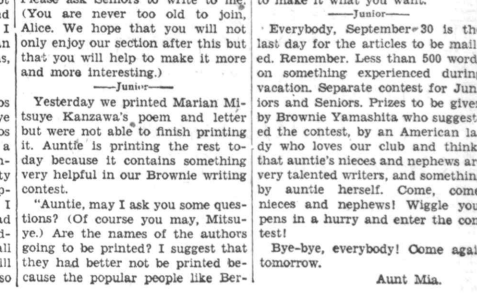 Please ask Seniors to write to me.
(You are never too old to join,
Alice. We hope that you will not
only enjoy our section after this but
that you will help to make it more
and more interesting.)
—Junior—
Yesterday we printed Marian Mi-
tsuye Kanzawa's poem and letter
but were not able to finish printing
it. Auntie is printing the rest to-
day because it contains something
very helpful in our Brownie writing
contest.
"Auntie, may I ask you some ques-
tions? (Of course you may, Mitsu-
ye.) Are the names of the authors
going to be printed? I suggest that
they had better not be printed be-
cause the popular people like Ber-
to make it what you want.
—Junior—
Everybody, September 30 is the
last day for the articles to be mail
ed. Remember. Less than 500 word
on something experienced during
vacation. Separate contest for Jun
iors and Seniors. Prizes to be give
by Brownie Yamashita who suggest
ed the contest, by an American la
dy who loves our club and think
that auntie's nieces and nephews ar
very talented writers, and somethin
by auntie herself. Come, come
nieces and nephews! Wiggle yo
pens in a hurry and enter the con
test!
Bye-bye, everybody! Come agai
tomorrow.
Aunt Mia.